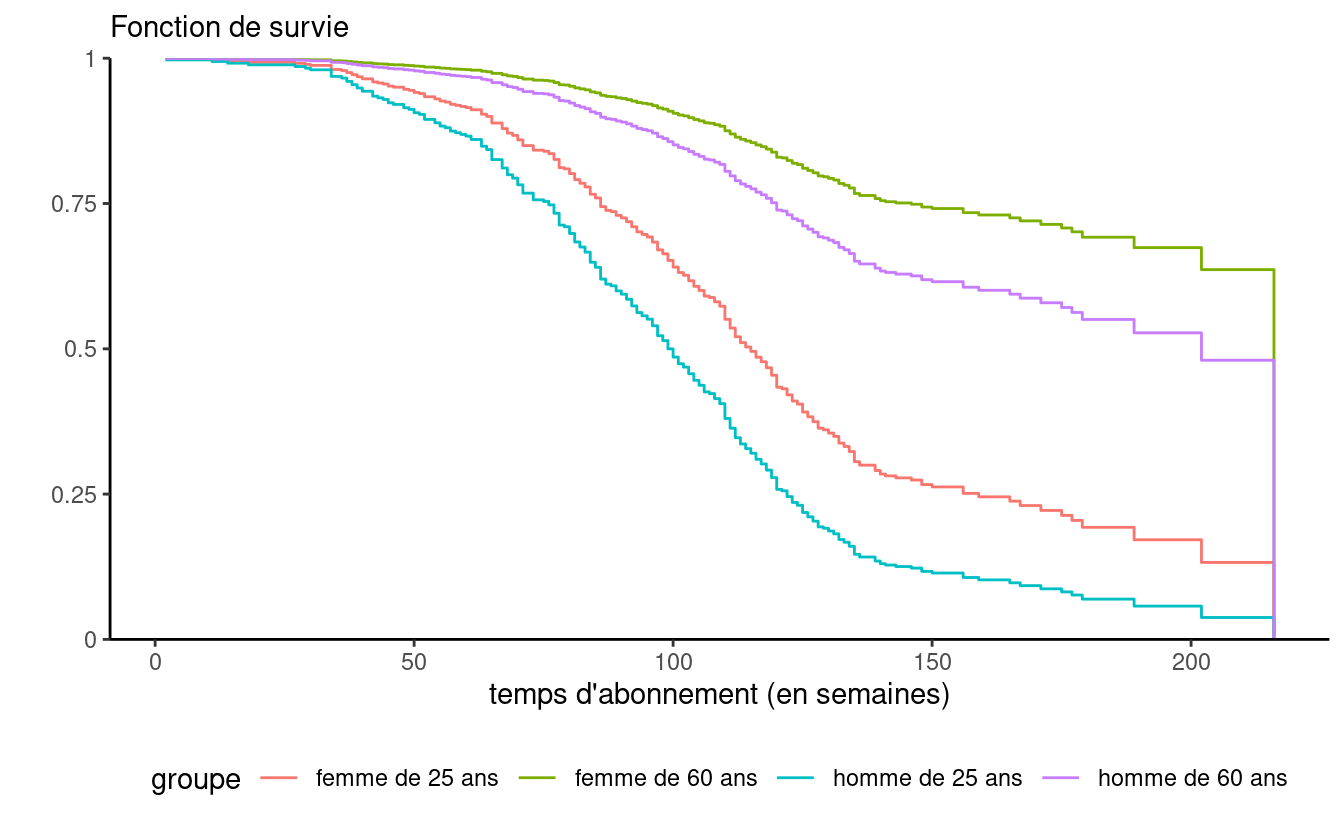 Fonction de survie
1
0.75
0.5
0.25
0
0 50 100 150 200
temps d'abonnement (en semaines)
groupe femme de 25 ans femme de 60 ans homme de 25 ans homme de 60 ans